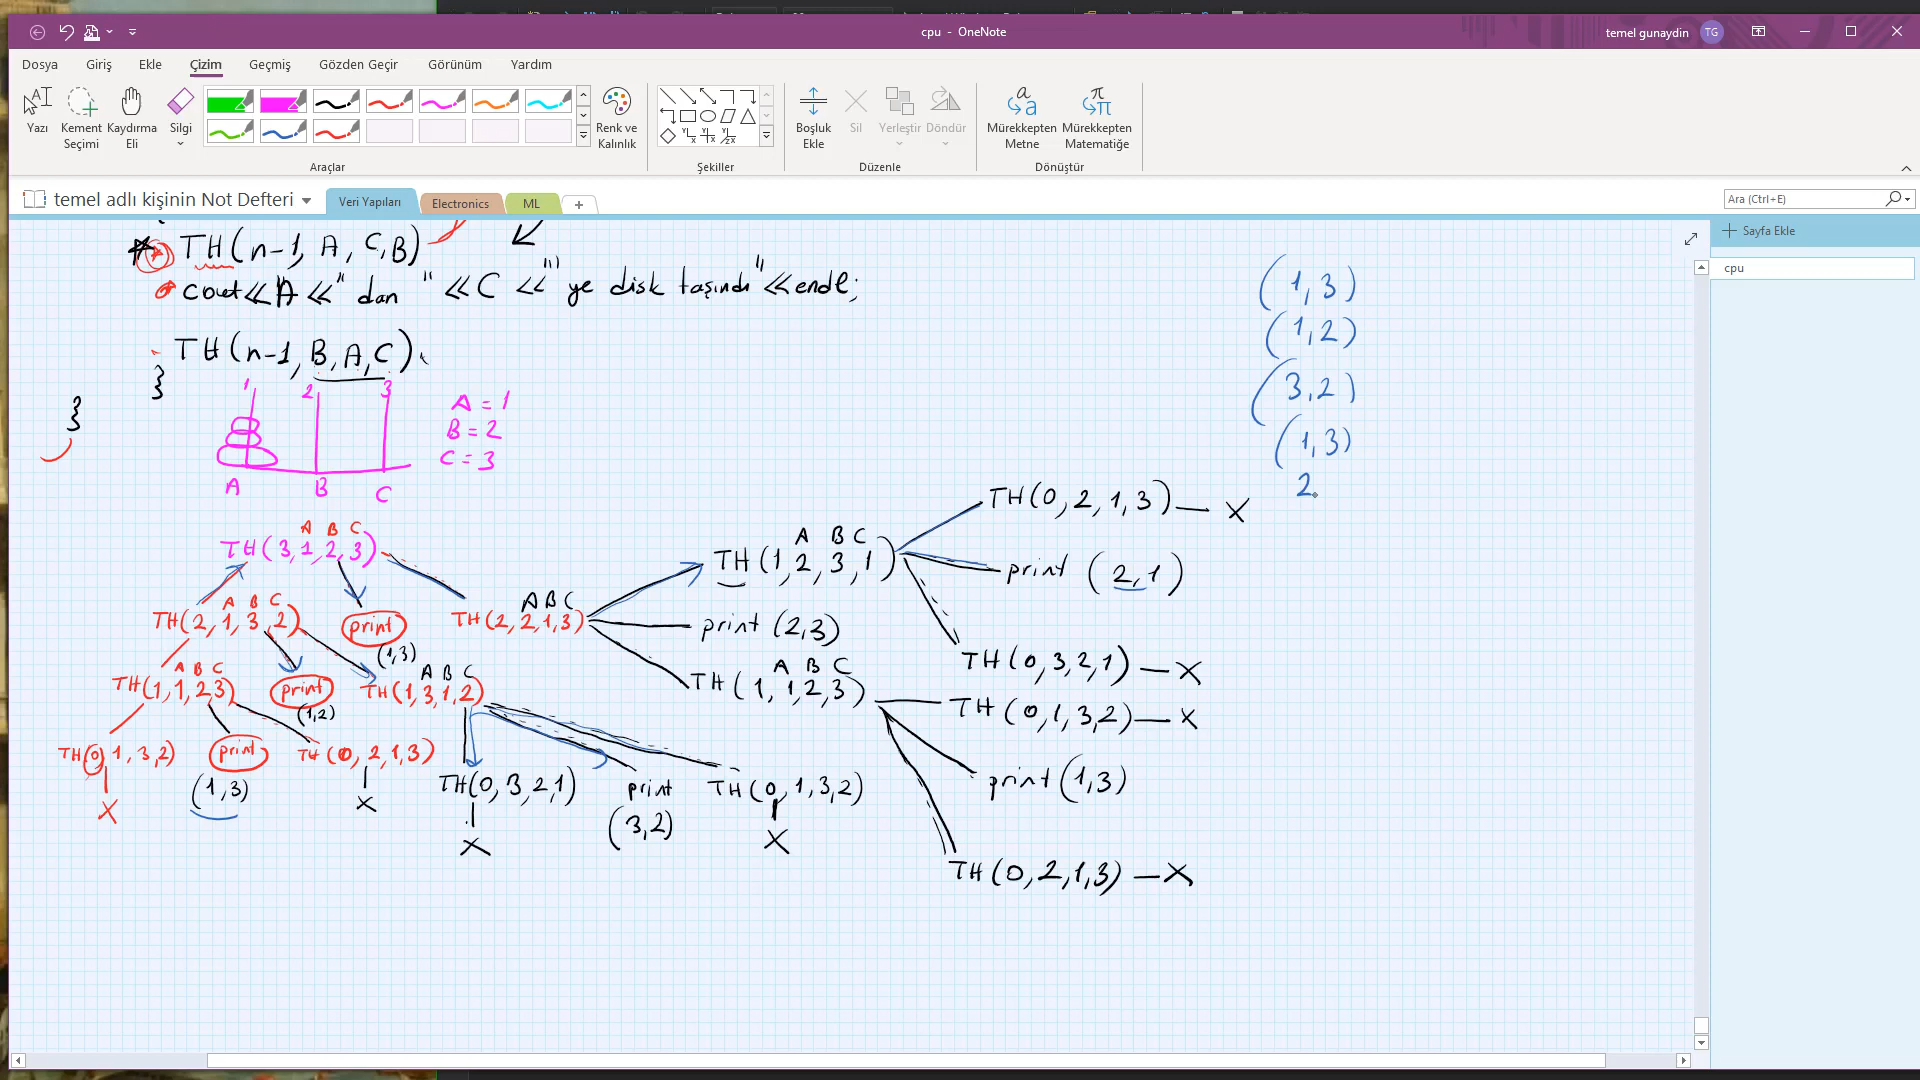 cpu - OneNote
temel gunaydin TG
Dosya Giriş Ekle Çizim Geçmiş Gözden Geçir Görünüm Yardım
Yazı Kement Seçimi Kaydırma Eli Silgi Renk ve Kalınlık Boşluk Ekle Sil Yerleştir Döndür Mürekkepten Metne Mürekkepten Matematiğe
Araçlar Şekiller Düzenle Dönüştür
temel adlı kişinin Not Defteri Veri Yapıları Electronics ML +
Ara (Ctrl+E)
Sayfa Ekle
cpu
* TH(n-1, A, C, B)
cout<<A<<" dan "<<C<<" ye disk taşındı"<<endl;
TH(n-1, B, A, C)
}
}
1 2 3
A B C
A = 1
B = 2
C = 3
(1,3)
(1,2)
(3,2)
(1,3)
2
A B C
TH(3,1,2,3)
A B C
TH(2,1,3,2)
print
(1,3)
A B C
TH(2,2,1,3)
A B C
TH(1,1,2,3)
print
(1,2)
A B C
TH(1,3,1,2)
TH(0,1,3,2)
X
print
(1,3)
TH(0,2,1,3)
X
TH(0,3,2,1)
X
print
(3,2)
TH(0,1,3,2)
X
A B C
TH(1,2,3,1)
print (2,3)
A B C
TH(1,1,2,3)
TH(0,2,1,3) — X
print (2,1)
TH(0,3,2,1) — X
TH(0,1,3,2) — X
print (1,3)
TH(0,2,1,3) — X